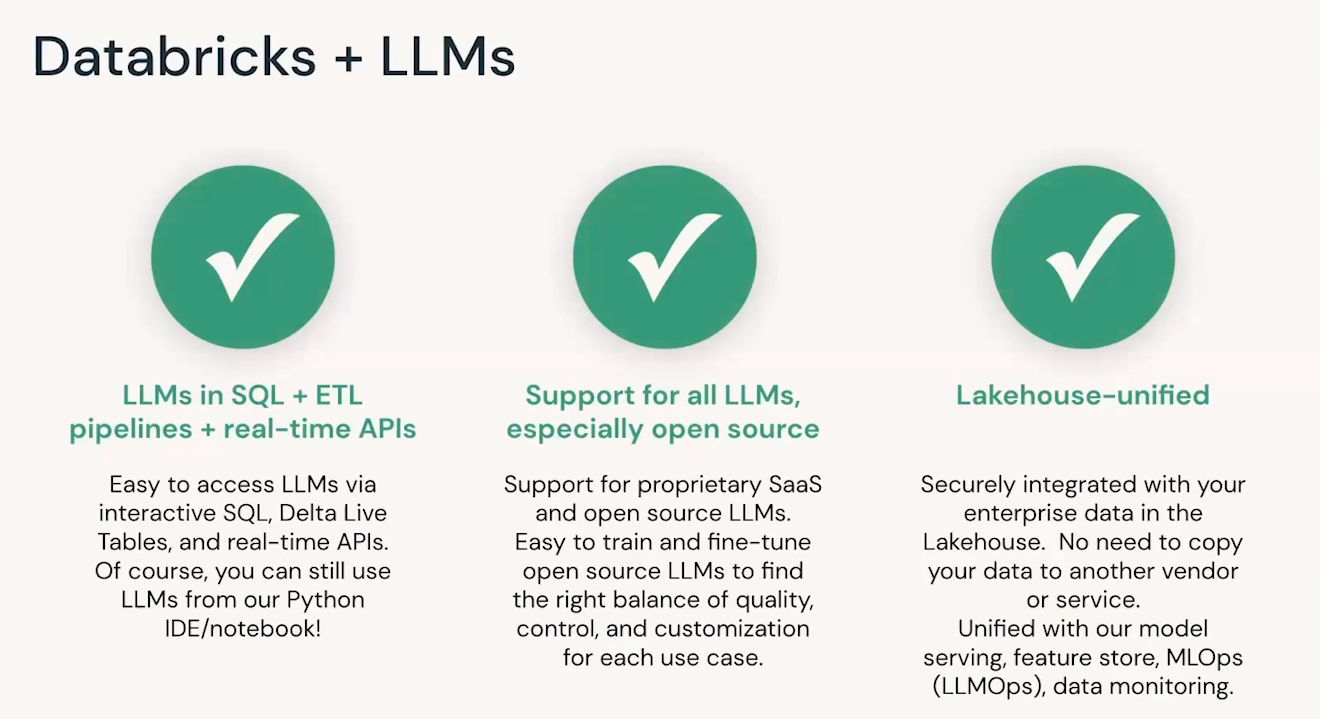 Databricks + LLMs
LLMs in SQL + ETL
pipelines + real-time APIs
Easy to access LLMs via
interactive SQL, Delta Live
Tables, and real-time APIs.
Of course, you can still use
LLMs from our Python
IDE/notebook!
Support for all LLMs,
especially open source
Support for proprietary SaaS
and open source LLMs.
Easy to train and fine-tune
open source LLMs to find
the right balance of quality,
control, and customization
for each use case.
Lakehouse-unified
Securely integrated with your
enterprise data in the
Lakehouse.  No need to copy
your data to another vendor
or service.
Unified with our model
serving, feature store, MLOps
(LLMOps), data monitoring.